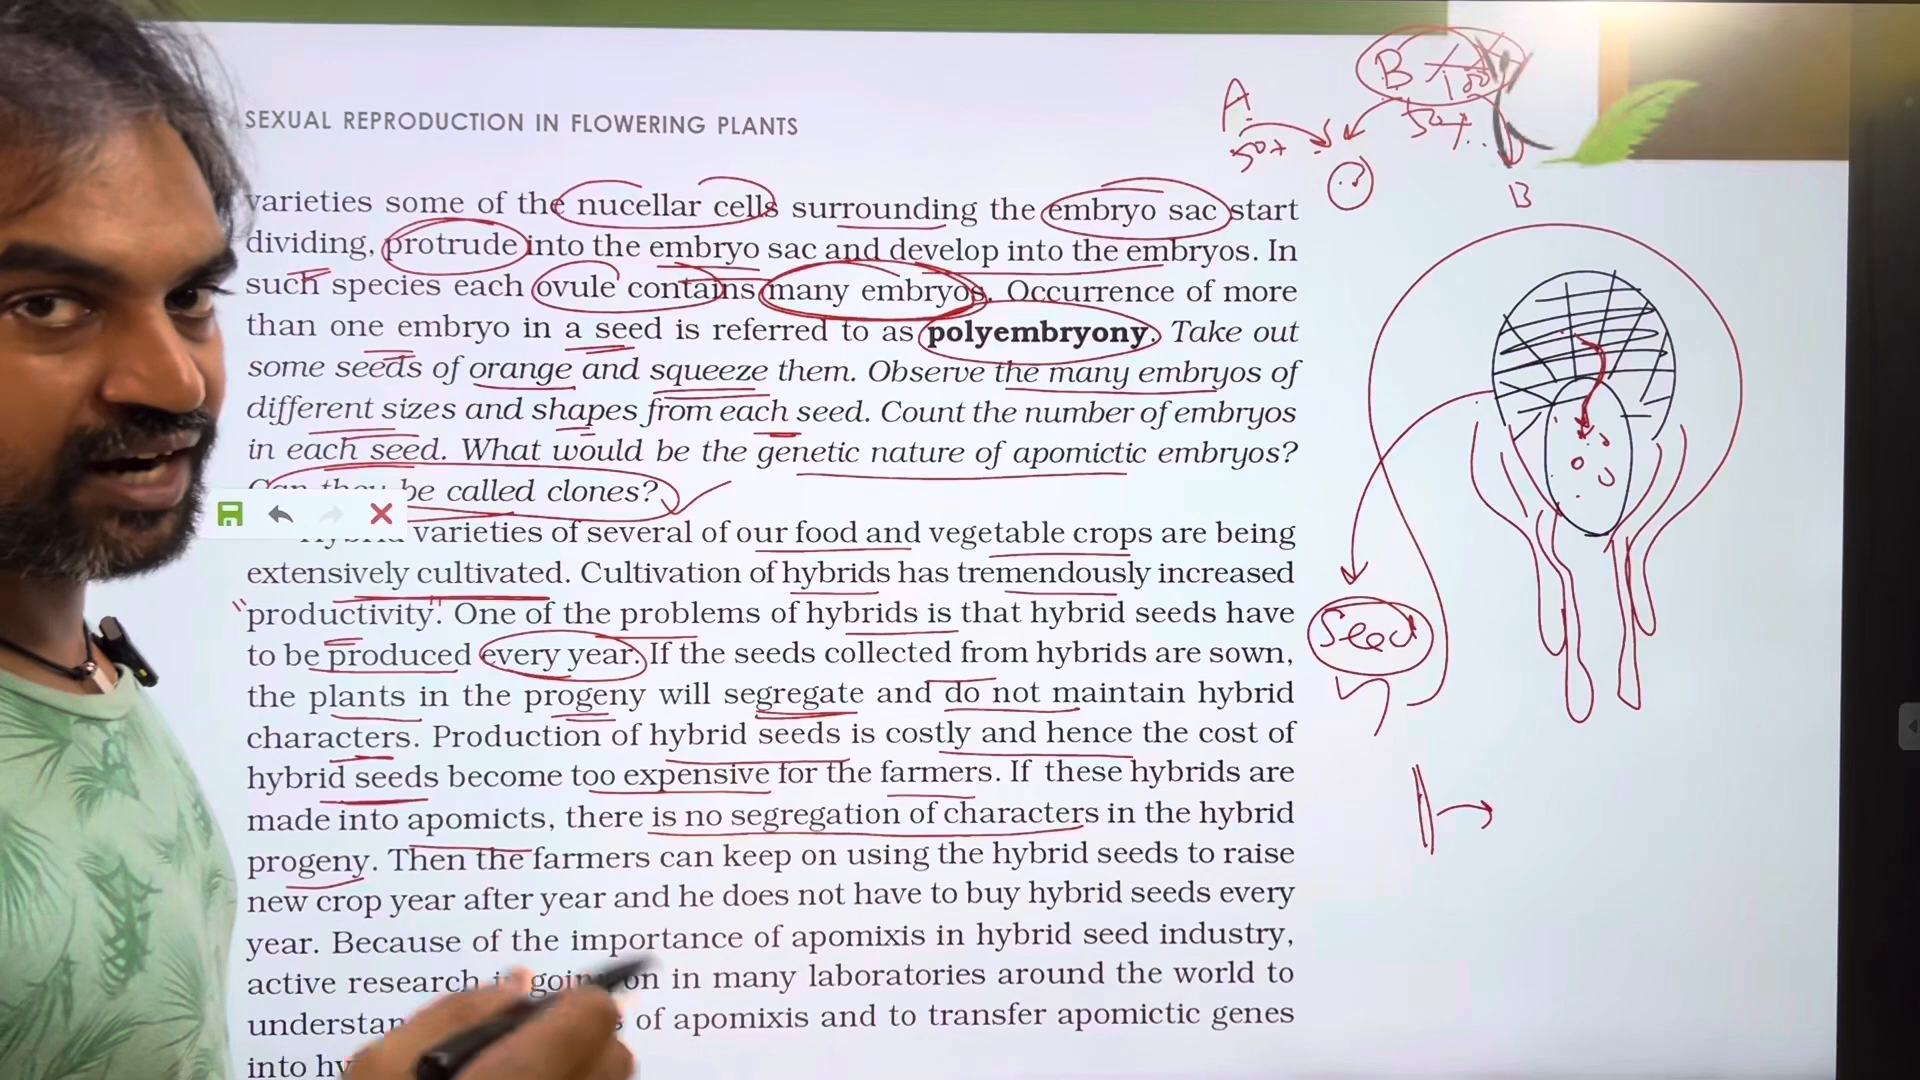 SEXUAL REPRODUCTION IN FLOWERING PLANTS
varieties some of the nucellar cells surrounding the embryo sac start
dividing, protrude into the embryo sac and develop into the embryos. In
such species each ovule contains many embryos. Occurrence of more
than one embryo in a seed is referred to as polyembryony. Take out
some seeds of orange and squeeze them. Observe the many embryos of
different sizes and shapes from each seed. Count the number of embryos
in each seed. What would be the genetic nature of apomictic embryos?
Can they be called clones?
varieties of several of our food and vegetable crops are being
extensively cultivated. Cultivation of hybrids has tremendously increased
productivity. One of the problems of hybrids is that hybrid seeds have
to be produced every year. If the seeds collected from hybrids are sown,
the plants in the progeny will segregate and do not maintain hybrid
characters. Production of hybrid seeds is costly and hence the cost of
hybrid seeds become too expensive for the farmers. If these hybrids are
made into apomicts, there is no segregation of characters in the hybrid
progeny. Then the farmers can keep on using the hybrid seeds to raise
new crop year after year and he does not have to buy hybrid seeds every
year. Because of the importance of apomixis in hybrid seed industry,
active research going on in many laboratories around the world to
of apomixis and to transfer apomictic genes
into
A
B
B
Seed